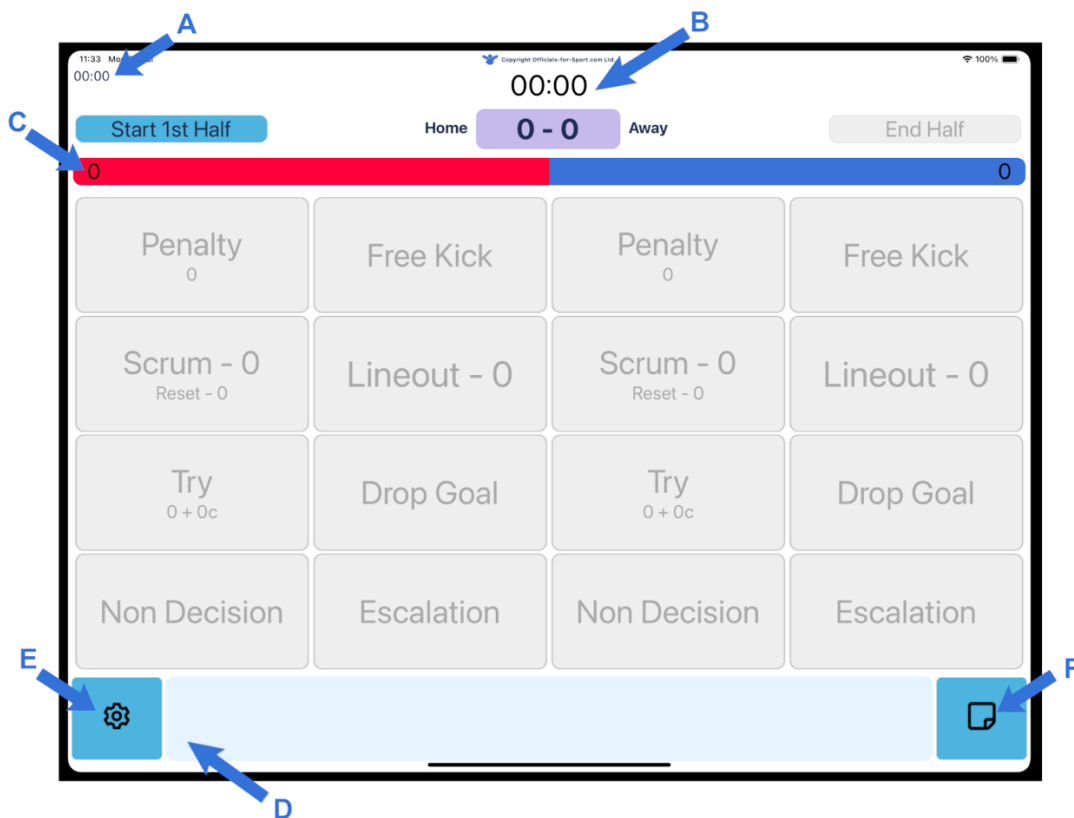 A
B
11:33
Copyright Officials-for-Sport.com Ltd.
100%
00:00
00:00
C
Start 1st Half
Home
0 - 0
Away
End Half
0
0
Penalty
0
Free Kick
Penalty
0
Free Kick
Scrum - 0
Reset - 0
Lineout - 0
Scrum - 0
Reset - 0
Lineout - 0
Try
0 + 0c
Drop Goal
Try
0 + 0c
Drop Goal
Non Decision
Escalation
Non Decision
Escalation
E
F
D